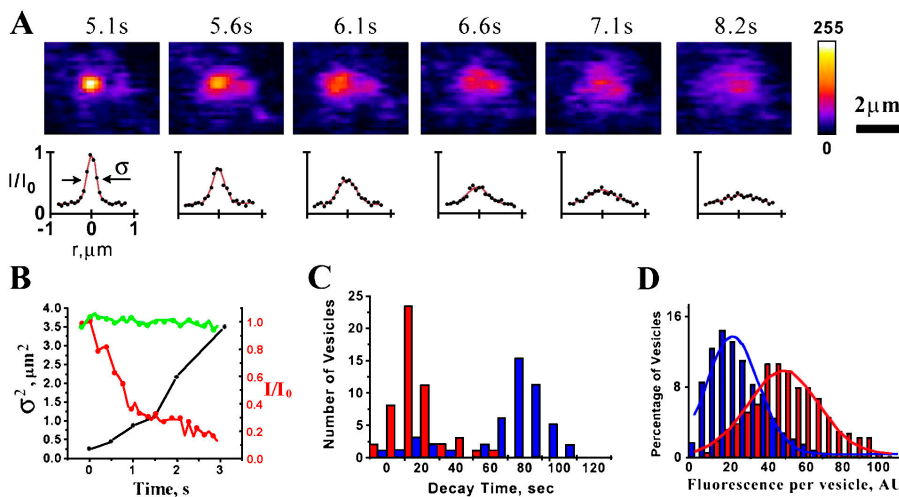 A
5.1s 5.6s 6.1s 6.6s 7.1s 8.2s
255
0
2μm
1
I/I0
0
σ
-1 0 1
r,μm
B
4.0
3.5
3.0
2.5
2.0
1.5
1.0
0.5
0.0
σ², μm²
1.0
0.8
0.6
0.4
0.2
0.0
I/I0
0 1 2 3
Time, s
C
25
20
15
10
5
0
Number of Vesicles
0 20 40 60 80 100 120
Decay Time, sec
D
16
8
0
Percentage of Vesicles
0 20 40 60 80 100
Fluorescence per vesicle, AU